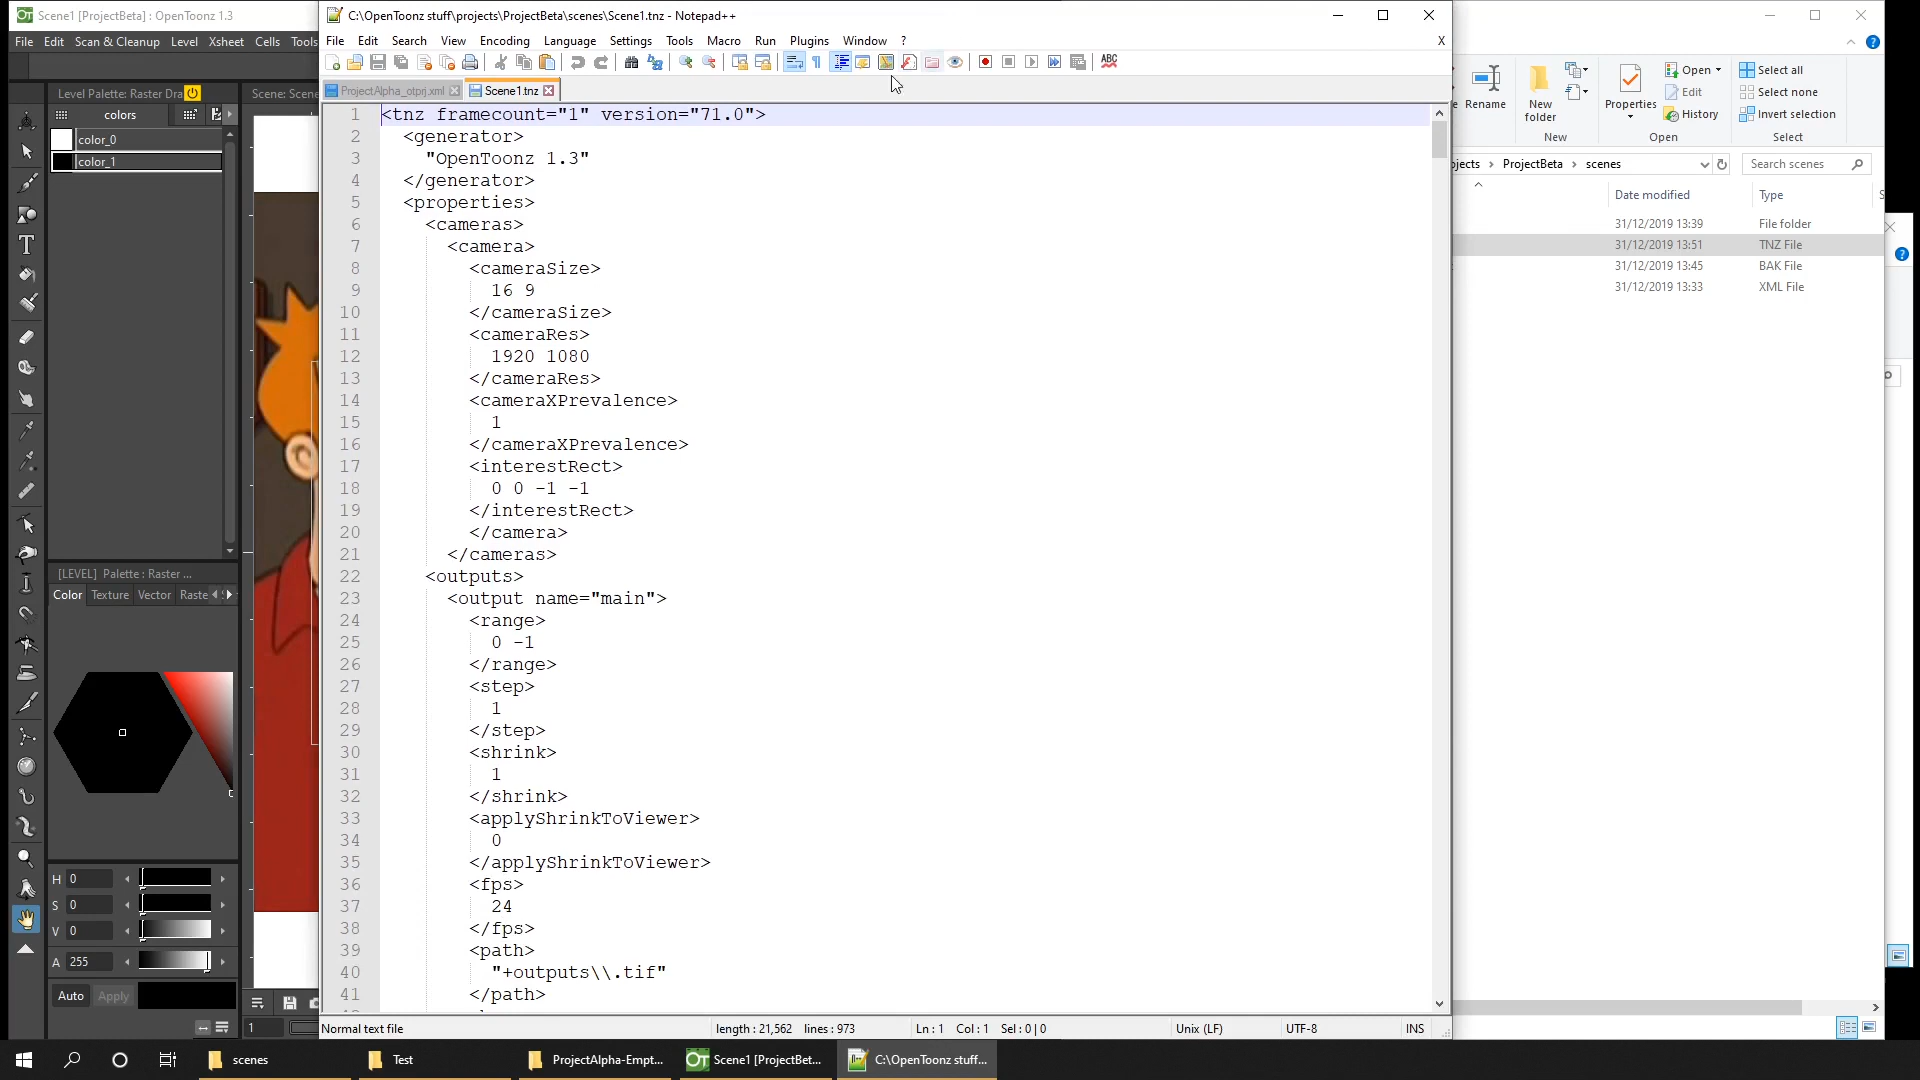 Scene1 [ProjectBeta] : OpenToonz 1.3
File Edit Scan & Cleanup Level Xsheet Cells Tools
Level Palette: Raster Dra
colors
color_0
color_1
[LEVEL] Palette : Raster ...
Color Texture Vector Raste
H 0
S 0
V 0
A 255
Auto Apply
Scene: Scene
1
C:\OpenToonz stuff\projects\ProjectBeta\scenes\Scene1.tnz - Notepad++
File Edit Search View Encoding Language Settings Tools Macro Run Plugins Window ? X
ABC
ProjectAlpha_otprj.xml Scene1.tnz
1 <tnz framecount="1" version="71.0">
2 <generator>
3 "OpenToonz 1.3"
4 </generator>
5 <properties>
6 <cameras>
7 <camera>
8 <cameraSize>
9 16 9
10 </cameraSize>
11 <cameraRes>
12 1920 1080
13 </cameraRes>
14 <cameraXPrevalence>
15 1
16 </cameraXPrevalence>
17 <interestRect>
18 0 0 -1 -1
19 </interestRect>
20 </camera>
21 </cameras>
22 <outputs>
23 <output name="main">
24 <range>
25 0 -1
26 </range>
27 <step>
28 1
29 </step>
30 <shrink>
31 1
32 </shrink>
33 <applyShrinkToViewer>
34 0
35 </applyShrinkToViewer>
36 <fps>
37 24
38 </fps>
39 <path>
40 "+outputs\\.tif"
41 </path>
Normal text file length : 21,562 lines : 973 Ln : 1 Col : 1 Sel : 0 | 0 Unix (LF) UTF-8 INS
Rename
New folder
New
Properties
Open
Edit
History
Open
Select all
Select none
Invert selection
Select
ojects > ProjectBeta > scenes
Search scenes
Date modified Type S
31/12/2019 13:39 File folder
31/12/2019 13:51 TNZ File
31/12/2019 13:45 BAK File
31/12/2019 13:33 XML File
scenes
Test
ProjectAlpha-Empt...
Scene1 [ProjectBet...
C:\OpenToonz stuff...